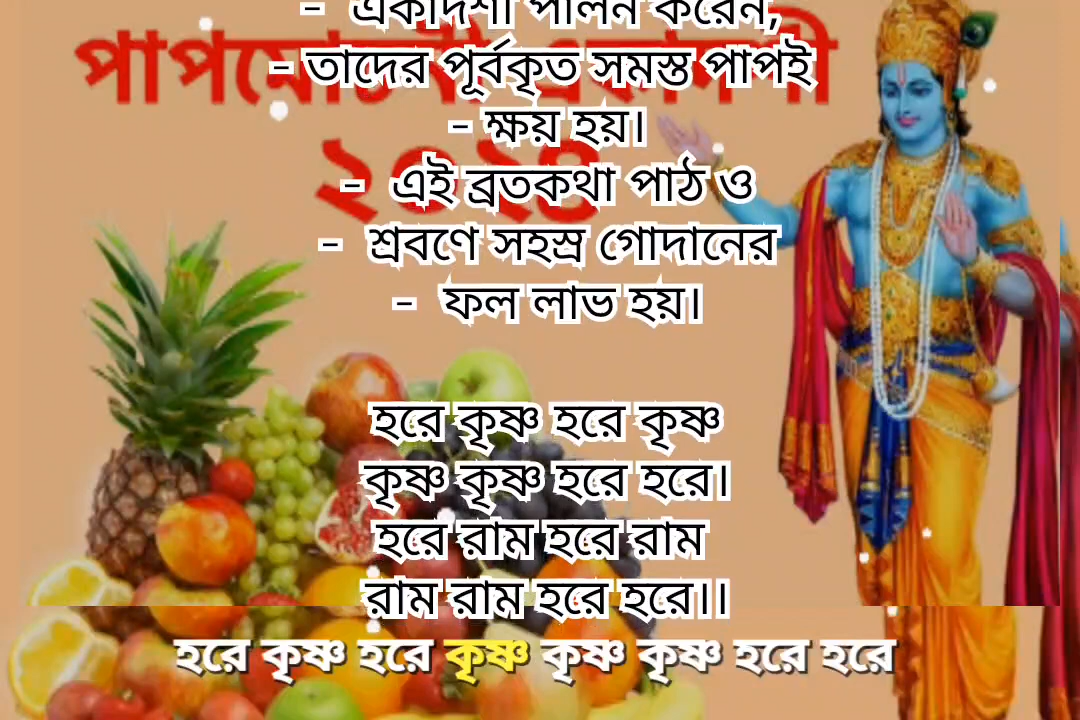 - একাদশী পালন করেন,
পাপমোচনী একাদশী
- তাদের পূর্বকৃত সমস্ত পাপই
- ক্ষয় হয়।
- এই ব্রতকথা পাঠ ও
- শ্রবণে সহস্র গোদানের
- ফল লাভ হয়।
হরে কৃষ্ণ হরে কৃষ্ণ
কৃষ্ণ কৃষ্ণ হরে হরে।
হরে রাম হরে রাম
রাম রাম হরে হরে।।
হরে কৃষ্ণ হরে কৃষ্ণ কৃষ্ণ কৃষ্ণ হরে হরে